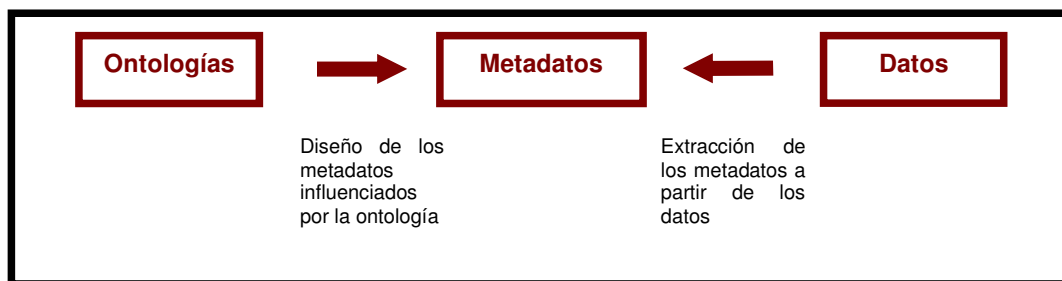 Ontologías
Metadatos
Datos
Diseño de los
metadatos
influenciados
por la ontología
Extracción de
los metadatos a
partir de los
datos